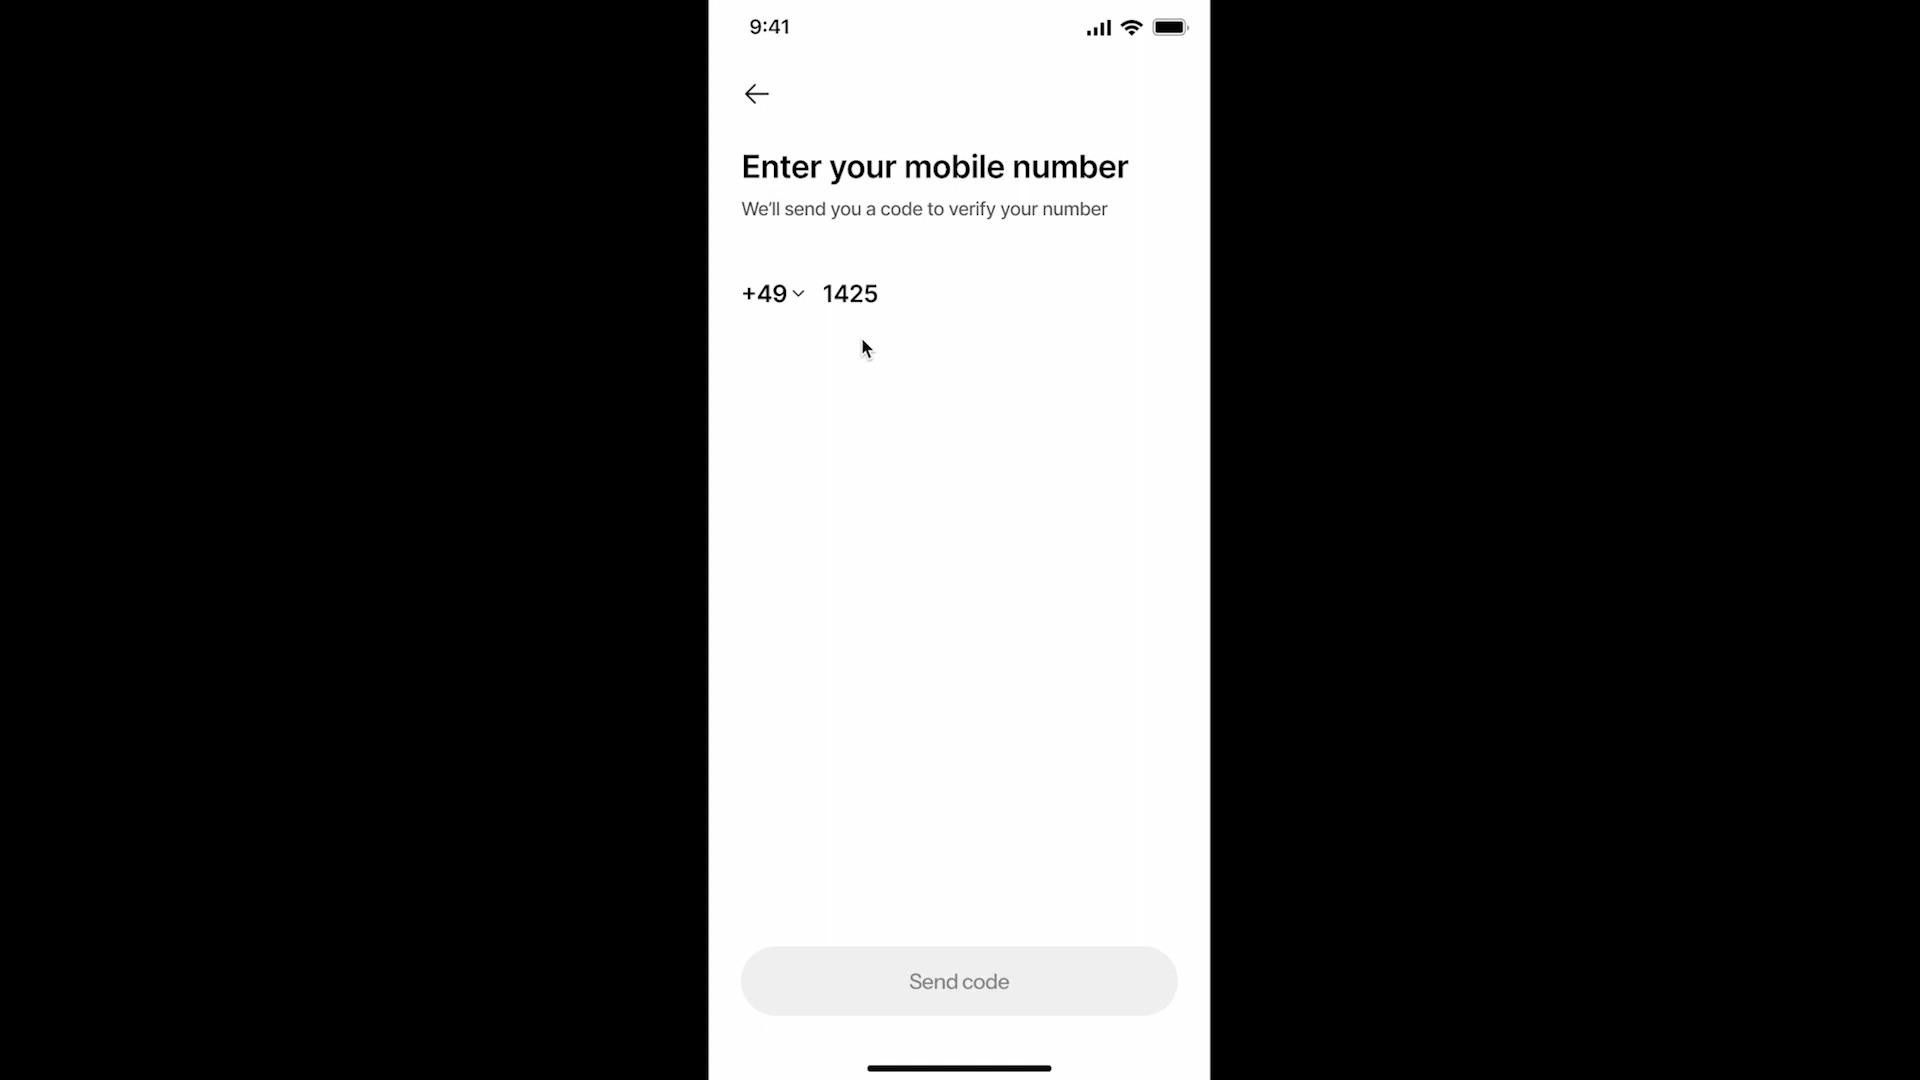 9:41
Enter your mobile number
We'll send you a code to verify your number
+49 1425
Send code